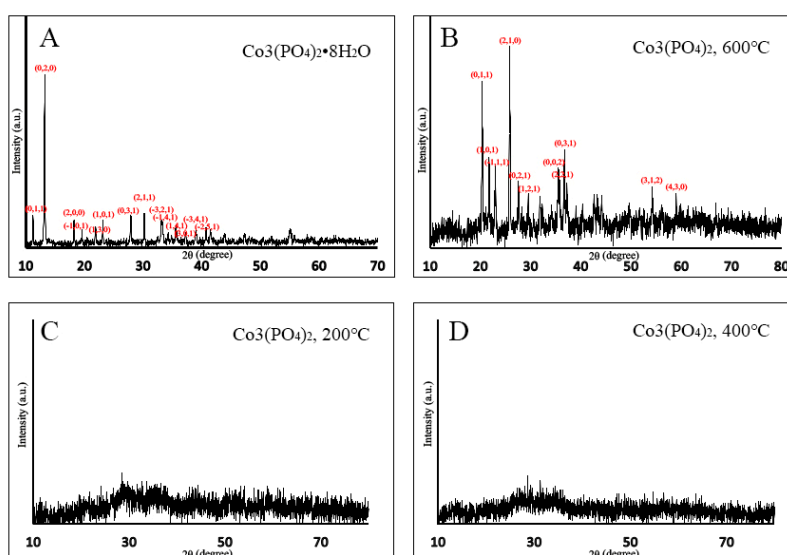 A
Co3(PO4)2•8H2O
(0,2,0)
(0,1,1)
(2,0,0)
(-1,0,1)
(1,3,0)
(1,0,1)
(0,3,1)
(2,1,1)
(-3,2,1)
(-1,4,1)
(-3,4,1)
(-2,5,1)
Intensity (a.u.)
10 20 30 40 50 60 70
2θ (degree)
B
Co3(PO4)2, 600℃
(2,1,0)
(0,1,1)
(1,0,1)
(-1,1,1)
(0,2,1)
(1,2,1)
(0,0,2)
(0,3,1)
(3,1,2)
(4,3,0)
Intensity (a.u.)
10 20 30 40 50 60 70 80
2θ (degree)
C
Co3(PO4)2, 200℃
Intensity (a.u.)
10 30 50 70
2θ (degree)
D
Co3(PO4)2, 400℃
Intensity (a.u.)
10 30 50 70
2θ (degree)